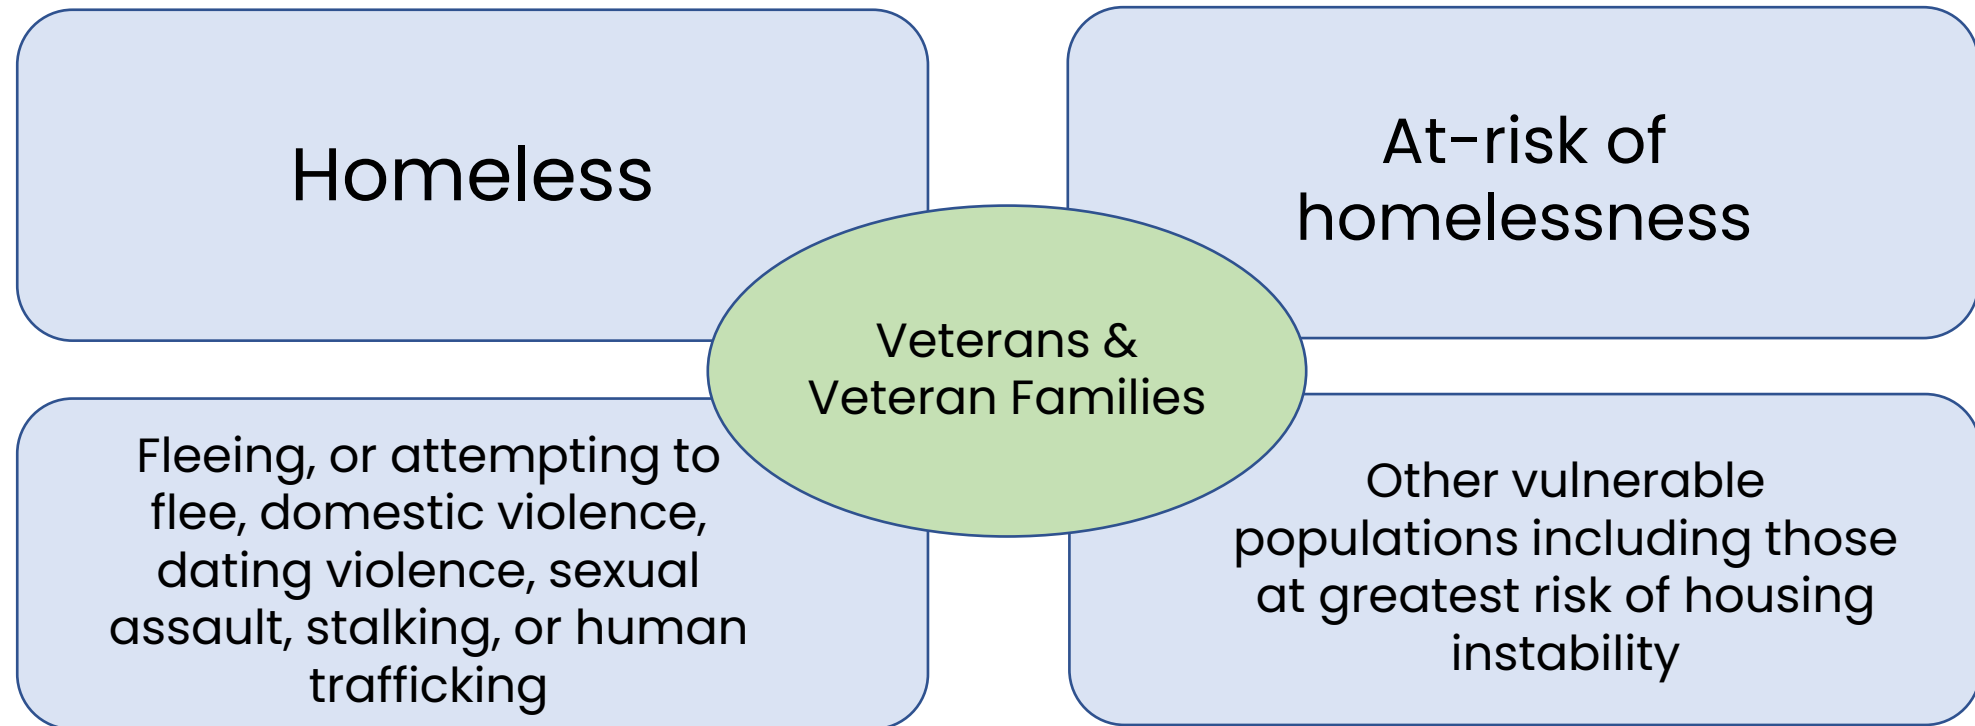 Homeless
At-risk of
homelessness
Veterans &
Veteran Families
Fleeing, or attempting to
flee, domestic violence,
dating violence, sexual
assault, stalking, or human
trafficking
Other vulnerable
populations including those
at greatest risk of housing
instability